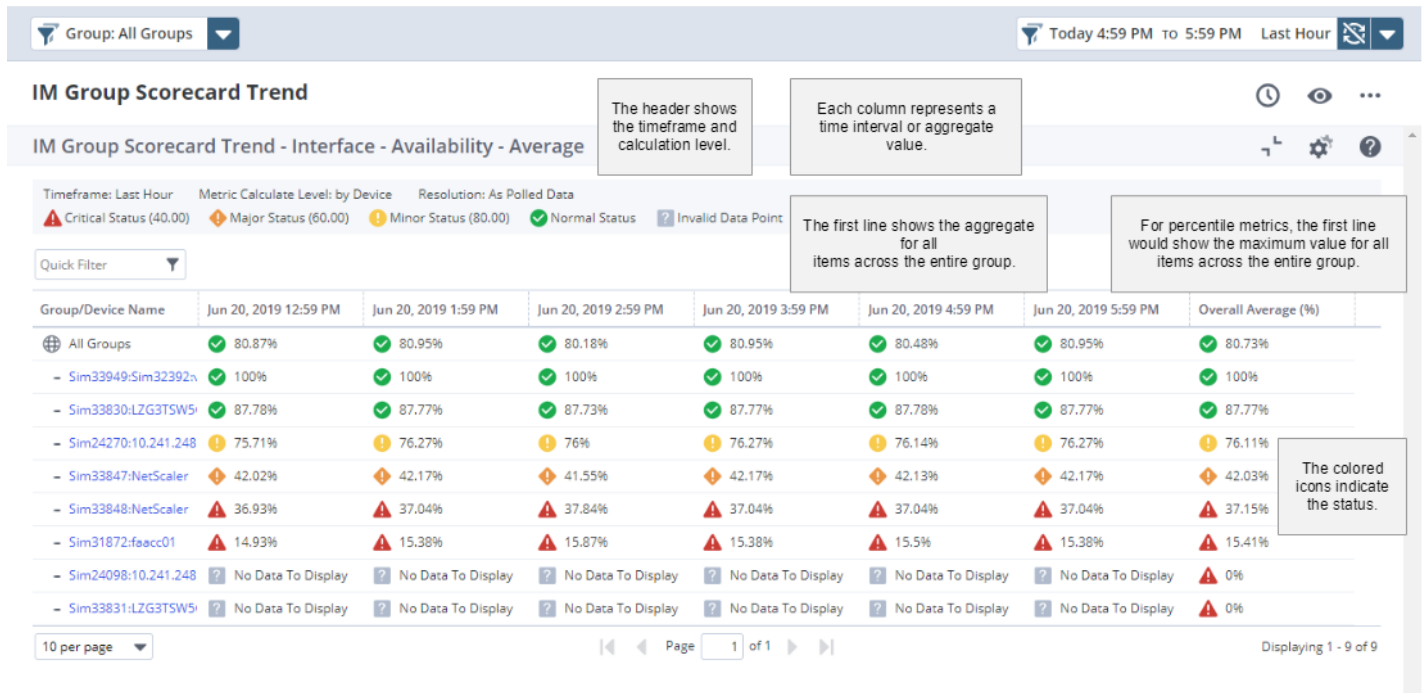 Group: All Groups
Today 4:59 PM TO 5:59 PM Last Hour
IM Group Scorecard Trend
The header shows
the timeframe and
calculation level.
Each column represents a
time interval or aggregate
value.
IM Group Scorecard Trend - Interface - Availability - Average
Timeframe: Last Hour Metric Calculate Level: by Device Resolution: As Polled Data
Critical Status (40.00) Major Status (60.00) Minor Status (80.00) Normal Status Invalid Data Point
The first line shows the aggregate
for all
items across the entire group.
For percentile metrics, the first line
would show the maximum value for all
items across the entire group.
Quick Filter
Group/Device Name Jun 20, 2019 12:59 PM Jun 20, 2019 1:59 PM Jun 20, 2019 2:59 PM Jun 20, 2019 3:59 PM Jun 20, 2019 4:59 PM Jun 20, 2019 5:59 PM Overall Average (%)
All Groups 80.87% 80.95% 80.18% 80.95% 80.48% 80.95% 80.73%
– Sim33949:Sim32392: 100% 100% 100% 100% 100% 100% 100%
– Sim33830:LZG3TSW5 87.78% 87.77% 87.73% 87.77% 87.78% 87.77% 87.77%
– Sim24270:10.241.248 75.71% 76.27% 76% 76.27% 76.14% 76.27% 76.11%
– Sim33847:NetScaler 42.02% 42.17% 41.55% 42.17% 42.13% 42.17% 42.03%
The colored
icons indicate
the status.
– Sim33848:NetScaler 36.93% 37.04% 37.84% 37.04% 37.04% 37.04% 37.15%
– Sim31872:faacc01 14.93% 15.38% 15.87% 15.38% 15.5% 15.38% 15.41%
– Sim24098:10.241.248 No Data To Display No Data To Display No Data To Display No Data To Display No Data To Display No Data To Display 0%
– Sim33831:LZG3TSW5 No Data To Display No Data To Display No Data To Display No Data To Display No Data To Display No Data To Display 0%
10 per page Page 1 of 1 Displaying 1 - 9 of 9